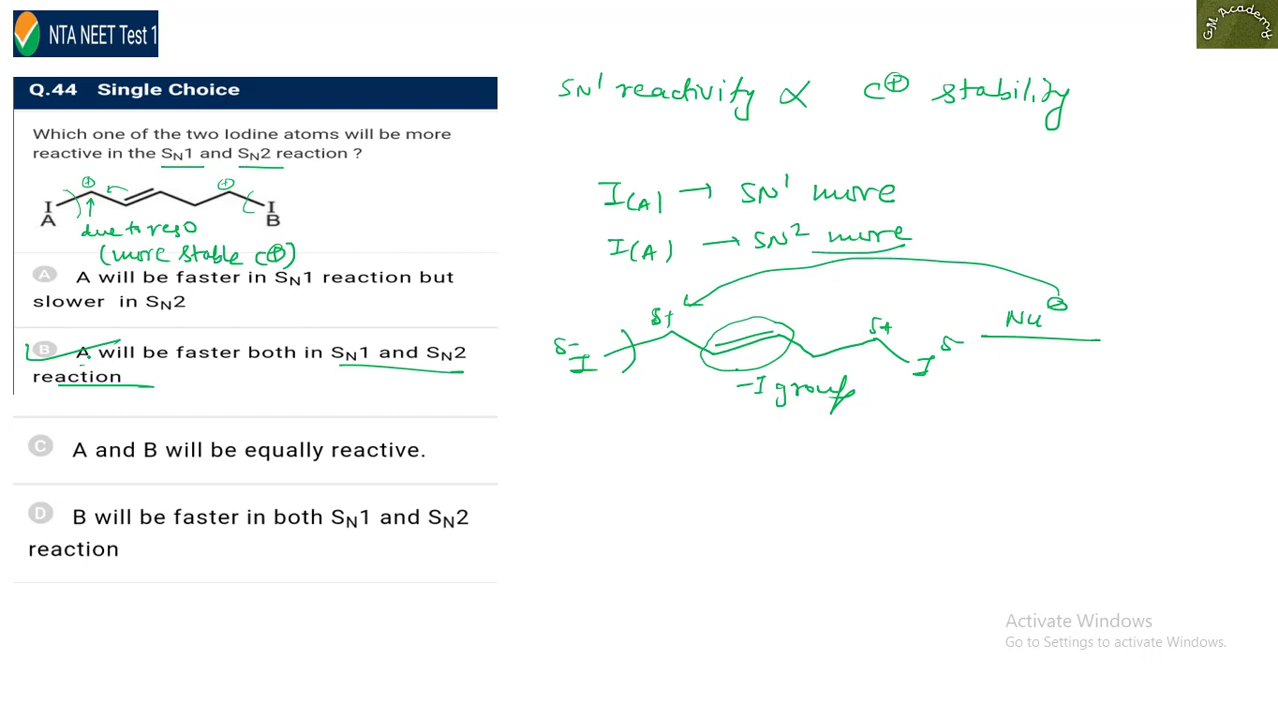 NTA NEET Test 1
GM Academy
Q.44 Single Choice
Which one of the two Iodine atoms will be more
reactive in the SN1 and SN2 reaction ?
⊕ ⊕
I I
A B
due to reso
(more stable C⊕)
A A will be faster in SN1 reaction but
slower in SN2
B A will be faster both in SN1 and SN2
reaction
C A and B will be equally reactive.
D B will be faster in both SN1 and SN2
reaction
SN1 reactivity ∝ C⊕ stability
I(A) → SN1 more
I(A) → SN2 more
δ- I δ+ δ+ I δ- Nu⊖
-I group
Activate Windows
Go to Settings to activate Windows.